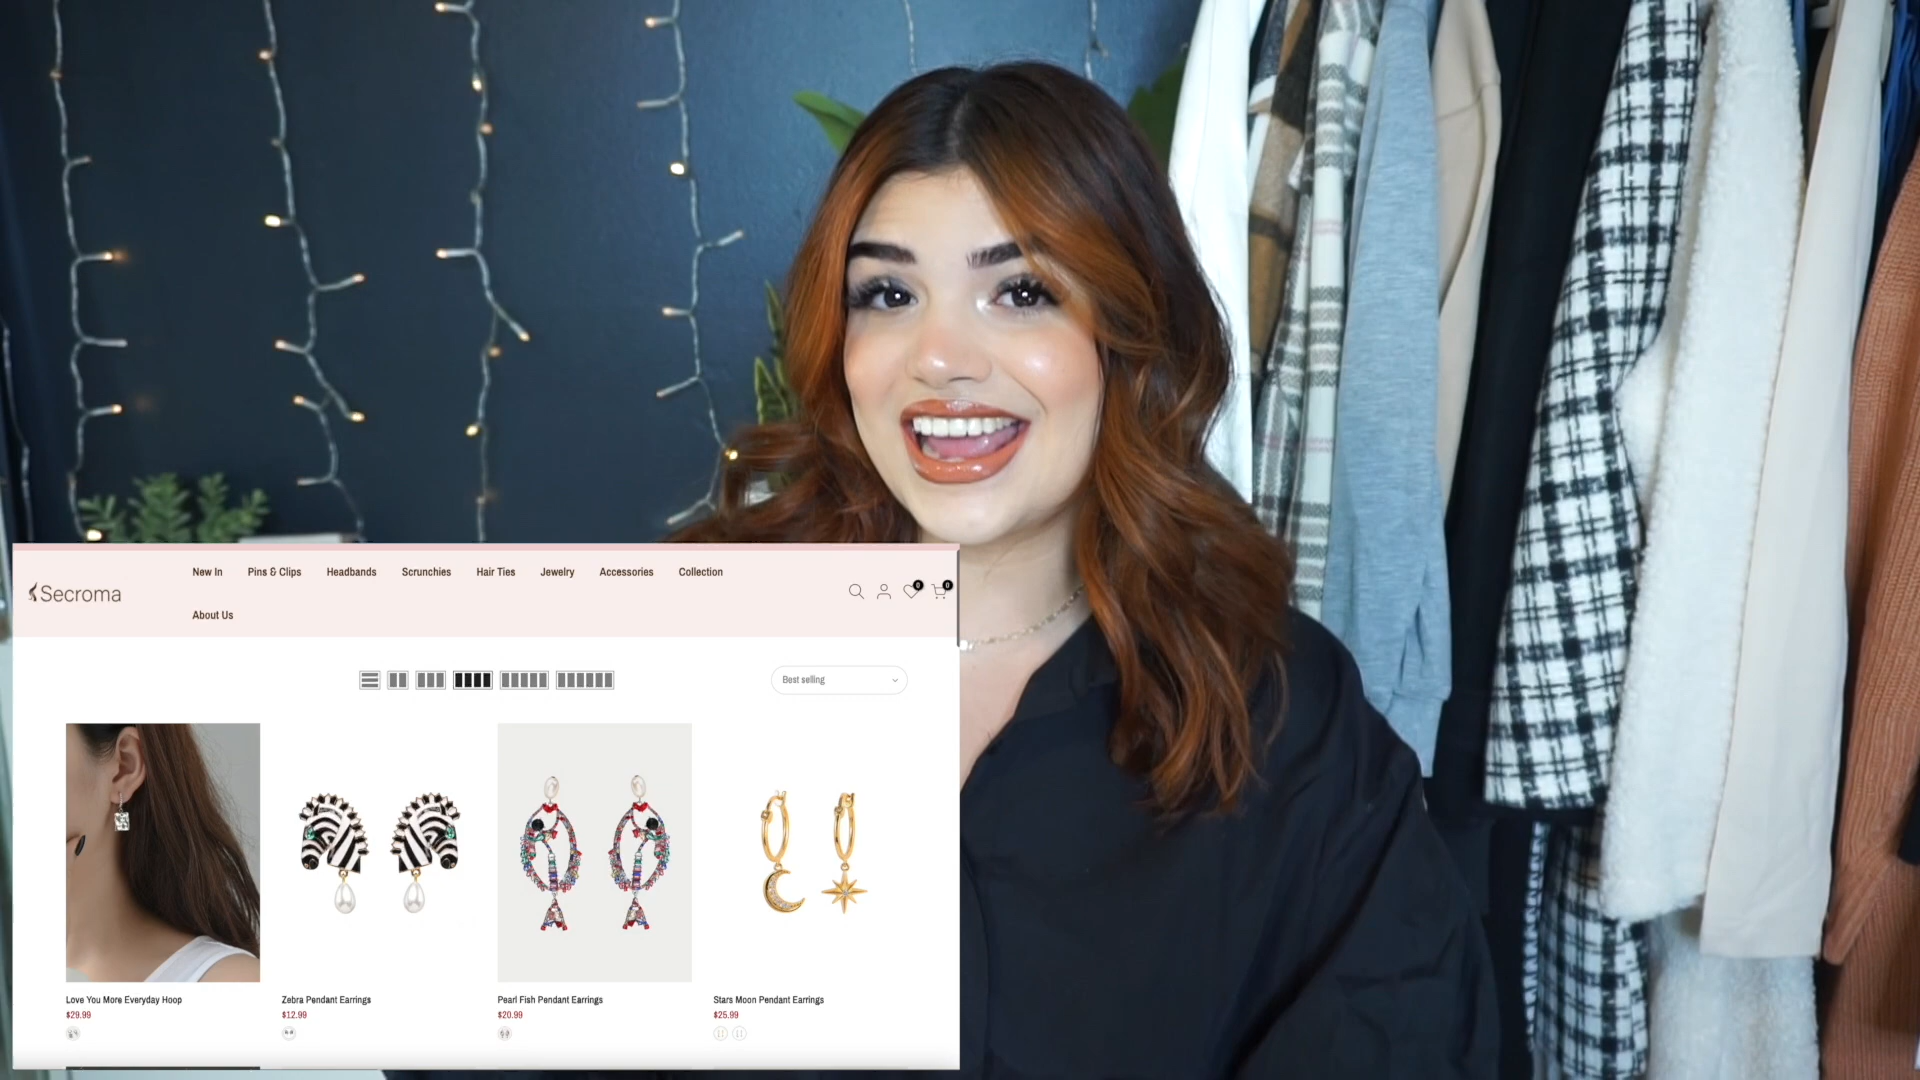 New In Pins & Clips Headbands Scrunchies Hair Ties Jewelry Accessories Collection
Secroma
0 0
About Us
Best selling
Love You More Everyday Hoop
$29.99
Zebra Pendant Earrings
$12.99
Pearl Fish Pendant Earrings
$20.99
Stars Moon Pendant Earrings
$25.99